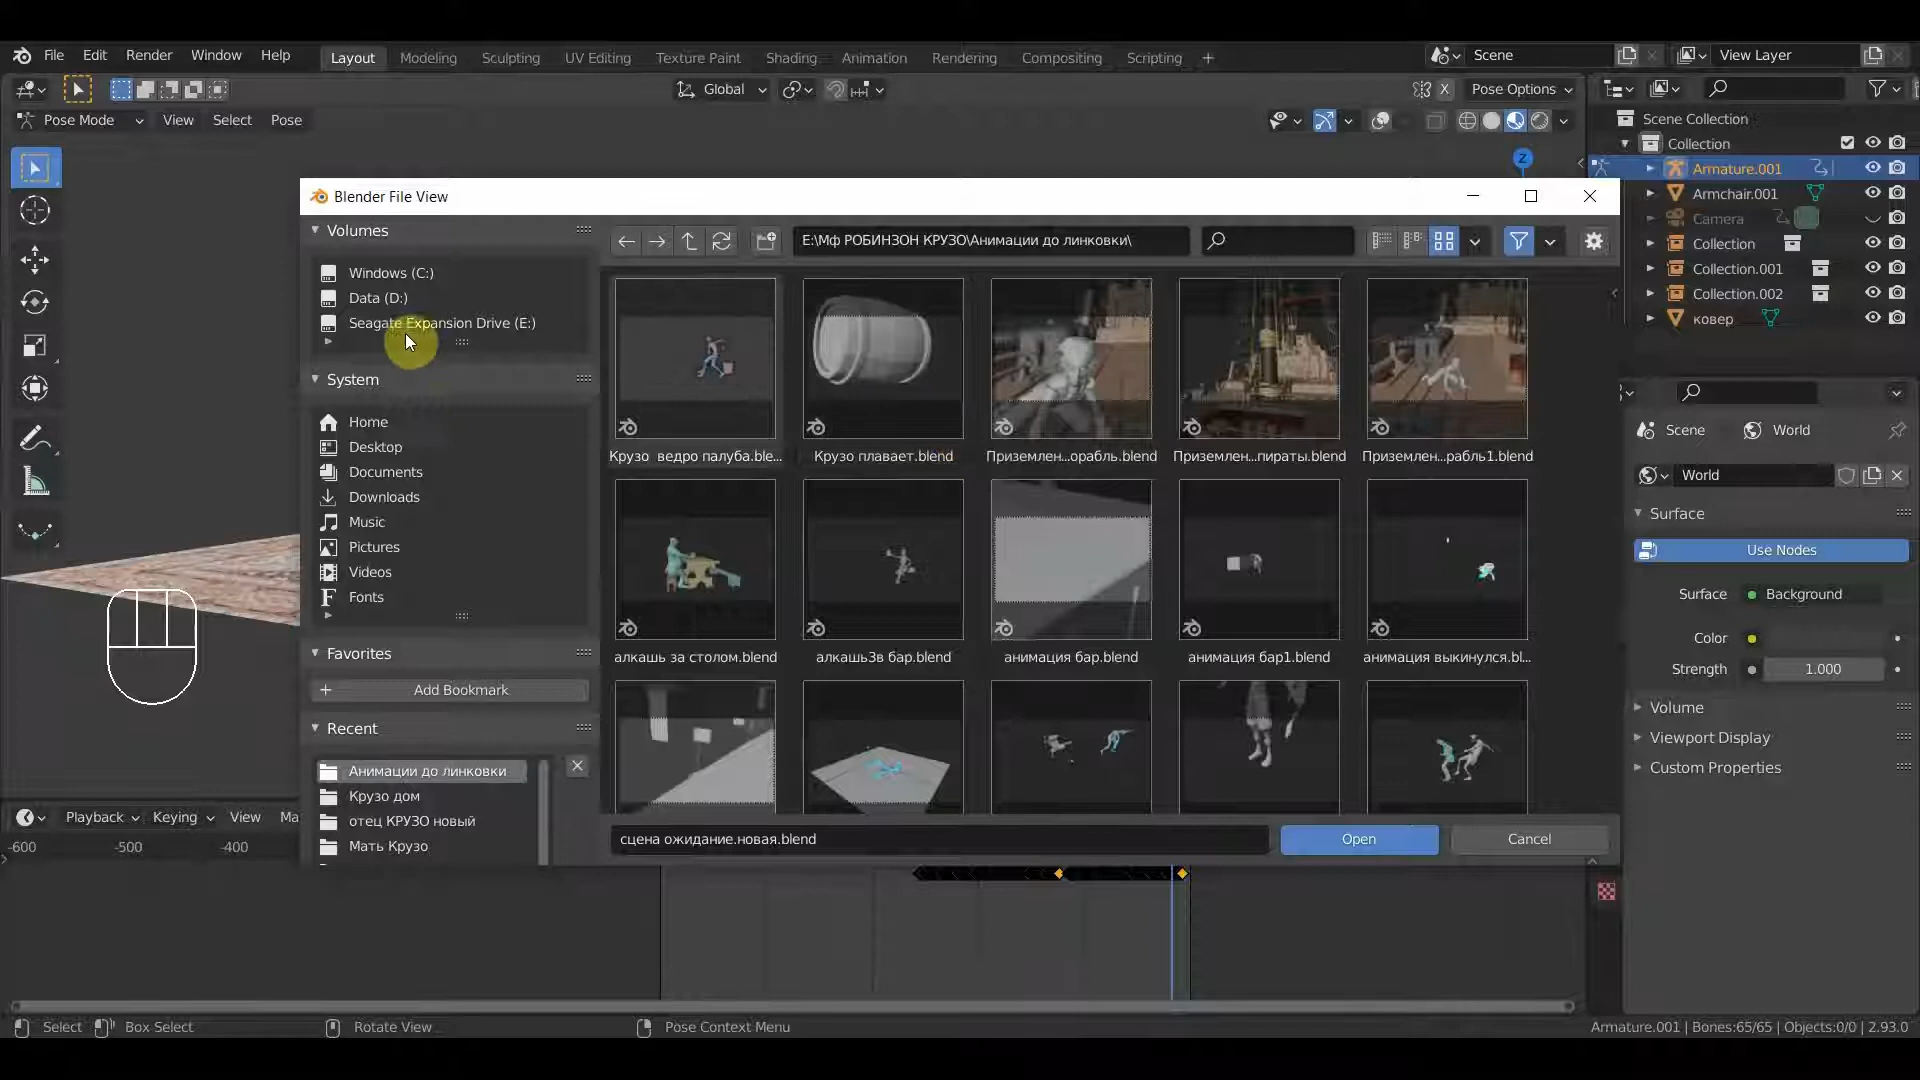 File Edit Render Window Help Layout Modeling Sculpting UV Editing Texture Paint Shading Animation Rendering Compositing Scripting + Scene View Layer
Global X Pose Options
Pose Mode View Select Pose
Scene Collection
Collection
Armature.001
Armchair.001
Camera
Collection
Collection.001
Collection.002
ковер
Z
Blender File View
Volumes
Windows (C:)
Data (D:)
Seagate Expansion Drive (E:)
System
Home
Desktop
Documents
Downloads
Music
Pictures
Videos
Fonts
Favorites
Add Bookmark
Recent
Анимации до линковки
Крузо дом
отец КРУЗО новый
Мать Крузо
E:\Мф РОБИНЗОН КРУЗО\Анимации до линковки\
Крузо ведро палуба.ble... Крузо плавает.blend Приземлен...орабль.blend Приземлен...пираты.blend Приземлен...рабль1.blend
алкашь за столом.blend алкашь3в бар.blend анимация бар.blend анимация бар1.blend анимация выкинулся.bl...
сцена ожидание.новая.blend Open Cancel
Scene World
World
Surface
Use Nodes
Surface Background
Color
Strength 1.000
Volume
Viewport Display
Custom Properties
Playback Keying View Ma
-600 -500 -400
Select Box Select Rotate View Pose Context Menu Armature.001 | Bones:65/65 | Objects:0/0 | 2.93.0